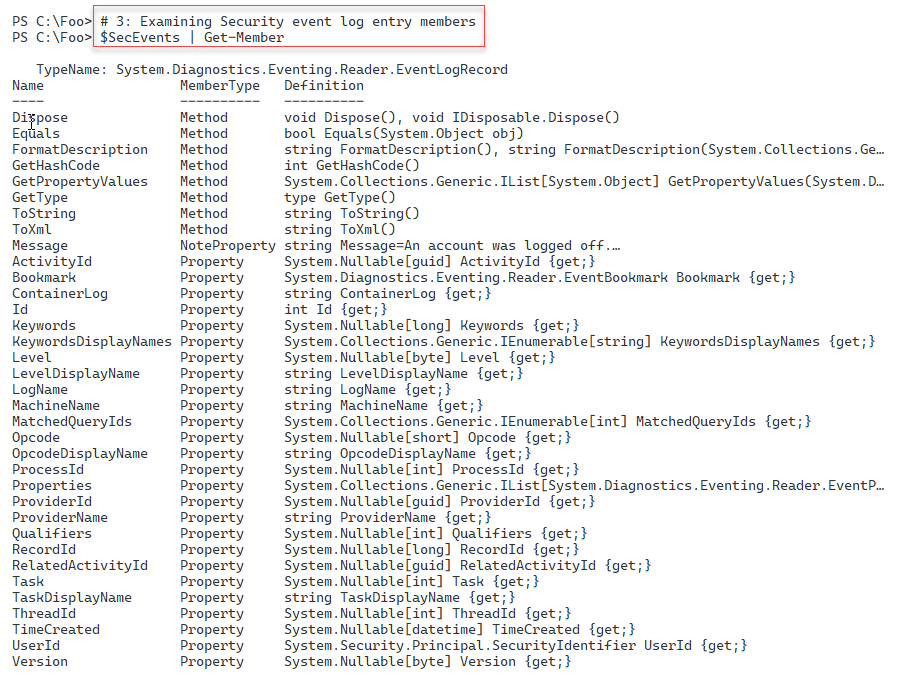 PS C:\Foo> # 3: Examining Security event log entry members
PS C:\Foo> $SecEvents | Get-Member
TypeName: System.Diagnostics.Eventing.Reader.EventLogRecord
Name MemberType Definition
---- ---------- ----------
Dispose Method void Dispose(), void IDisposable.Dispose()
Equals Method bool Equals(System.Object obj)
FormatDescription Method string FormatDescription(), string FormatDescription(System.Collections.Ge…
GetHashCode Method int GetHashCode()
GetPropertyValues Method System.Collections.Generic.IList[System.Object] GetPropertyValues(System.D…
GetType Method type GetType()
ToString Method string ToString()
ToXml Method string ToXml()
Message NoteProperty string Message=An account was logged off.…
ActivityId Property System.Nullable[guid] ActivityId {get;}
Bookmark Property System.Diagnostics.Eventing.Reader.EventBookmark Bookmark {get;}
ContainerLog Property string ContainerLog {get;}
Id Property int Id {get;}
Keywords Property System.Nullable[long] Keywords {get;}
KeywordsDisplayNames Property System.Collections.Generic.IEnumerable[string] KeywordsDisplayNames {get;}
Level Property System.Nullable[byte] Level {get;}
LevelDisplayName Property string LevelDisplayName {get;}
LogName Property string LogName {get;}
MachineName Property string MachineName {get;}
MatchedQueryIds Property System.Collections.Generic.IEnumerable[int] MatchedQueryIds {get;}
Opcode Property System.Nullable[short] Opcode {get;}
OpcodeDisplayName Property string OpcodeDisplayName {get;}
ProcessId Property System.Nullable[int] ProcessId {get;}
Properties Property System.Collections.Generic.IList[System.Diagnostics.Eventing.Reader.EventP…
ProviderId Property System.Nullable[guid] ProviderId {get;}
ProviderName Property string ProviderName {get;}
Qualifiers Property System.Nullable[int] Qualifiers {get;}
RecordId Property System.Nullable[long] RecordId {get;}
RelatedActivityId Property System.Nullable[guid] RelatedActivityId {get;}
Task Property System.Nullable[int] Task {get;}
TaskDisplayName Property string TaskDisplayName {get;}
ThreadId Property System.Nullable[int] ThreadId {get;}
TimeCreated Property System.Nullable[datetime] TimeCreated {get;}
UserId Property System.Security.Principal.SecurityIdentifier UserId {get;}
Version Property System.Nullable[byte] Version {get;}